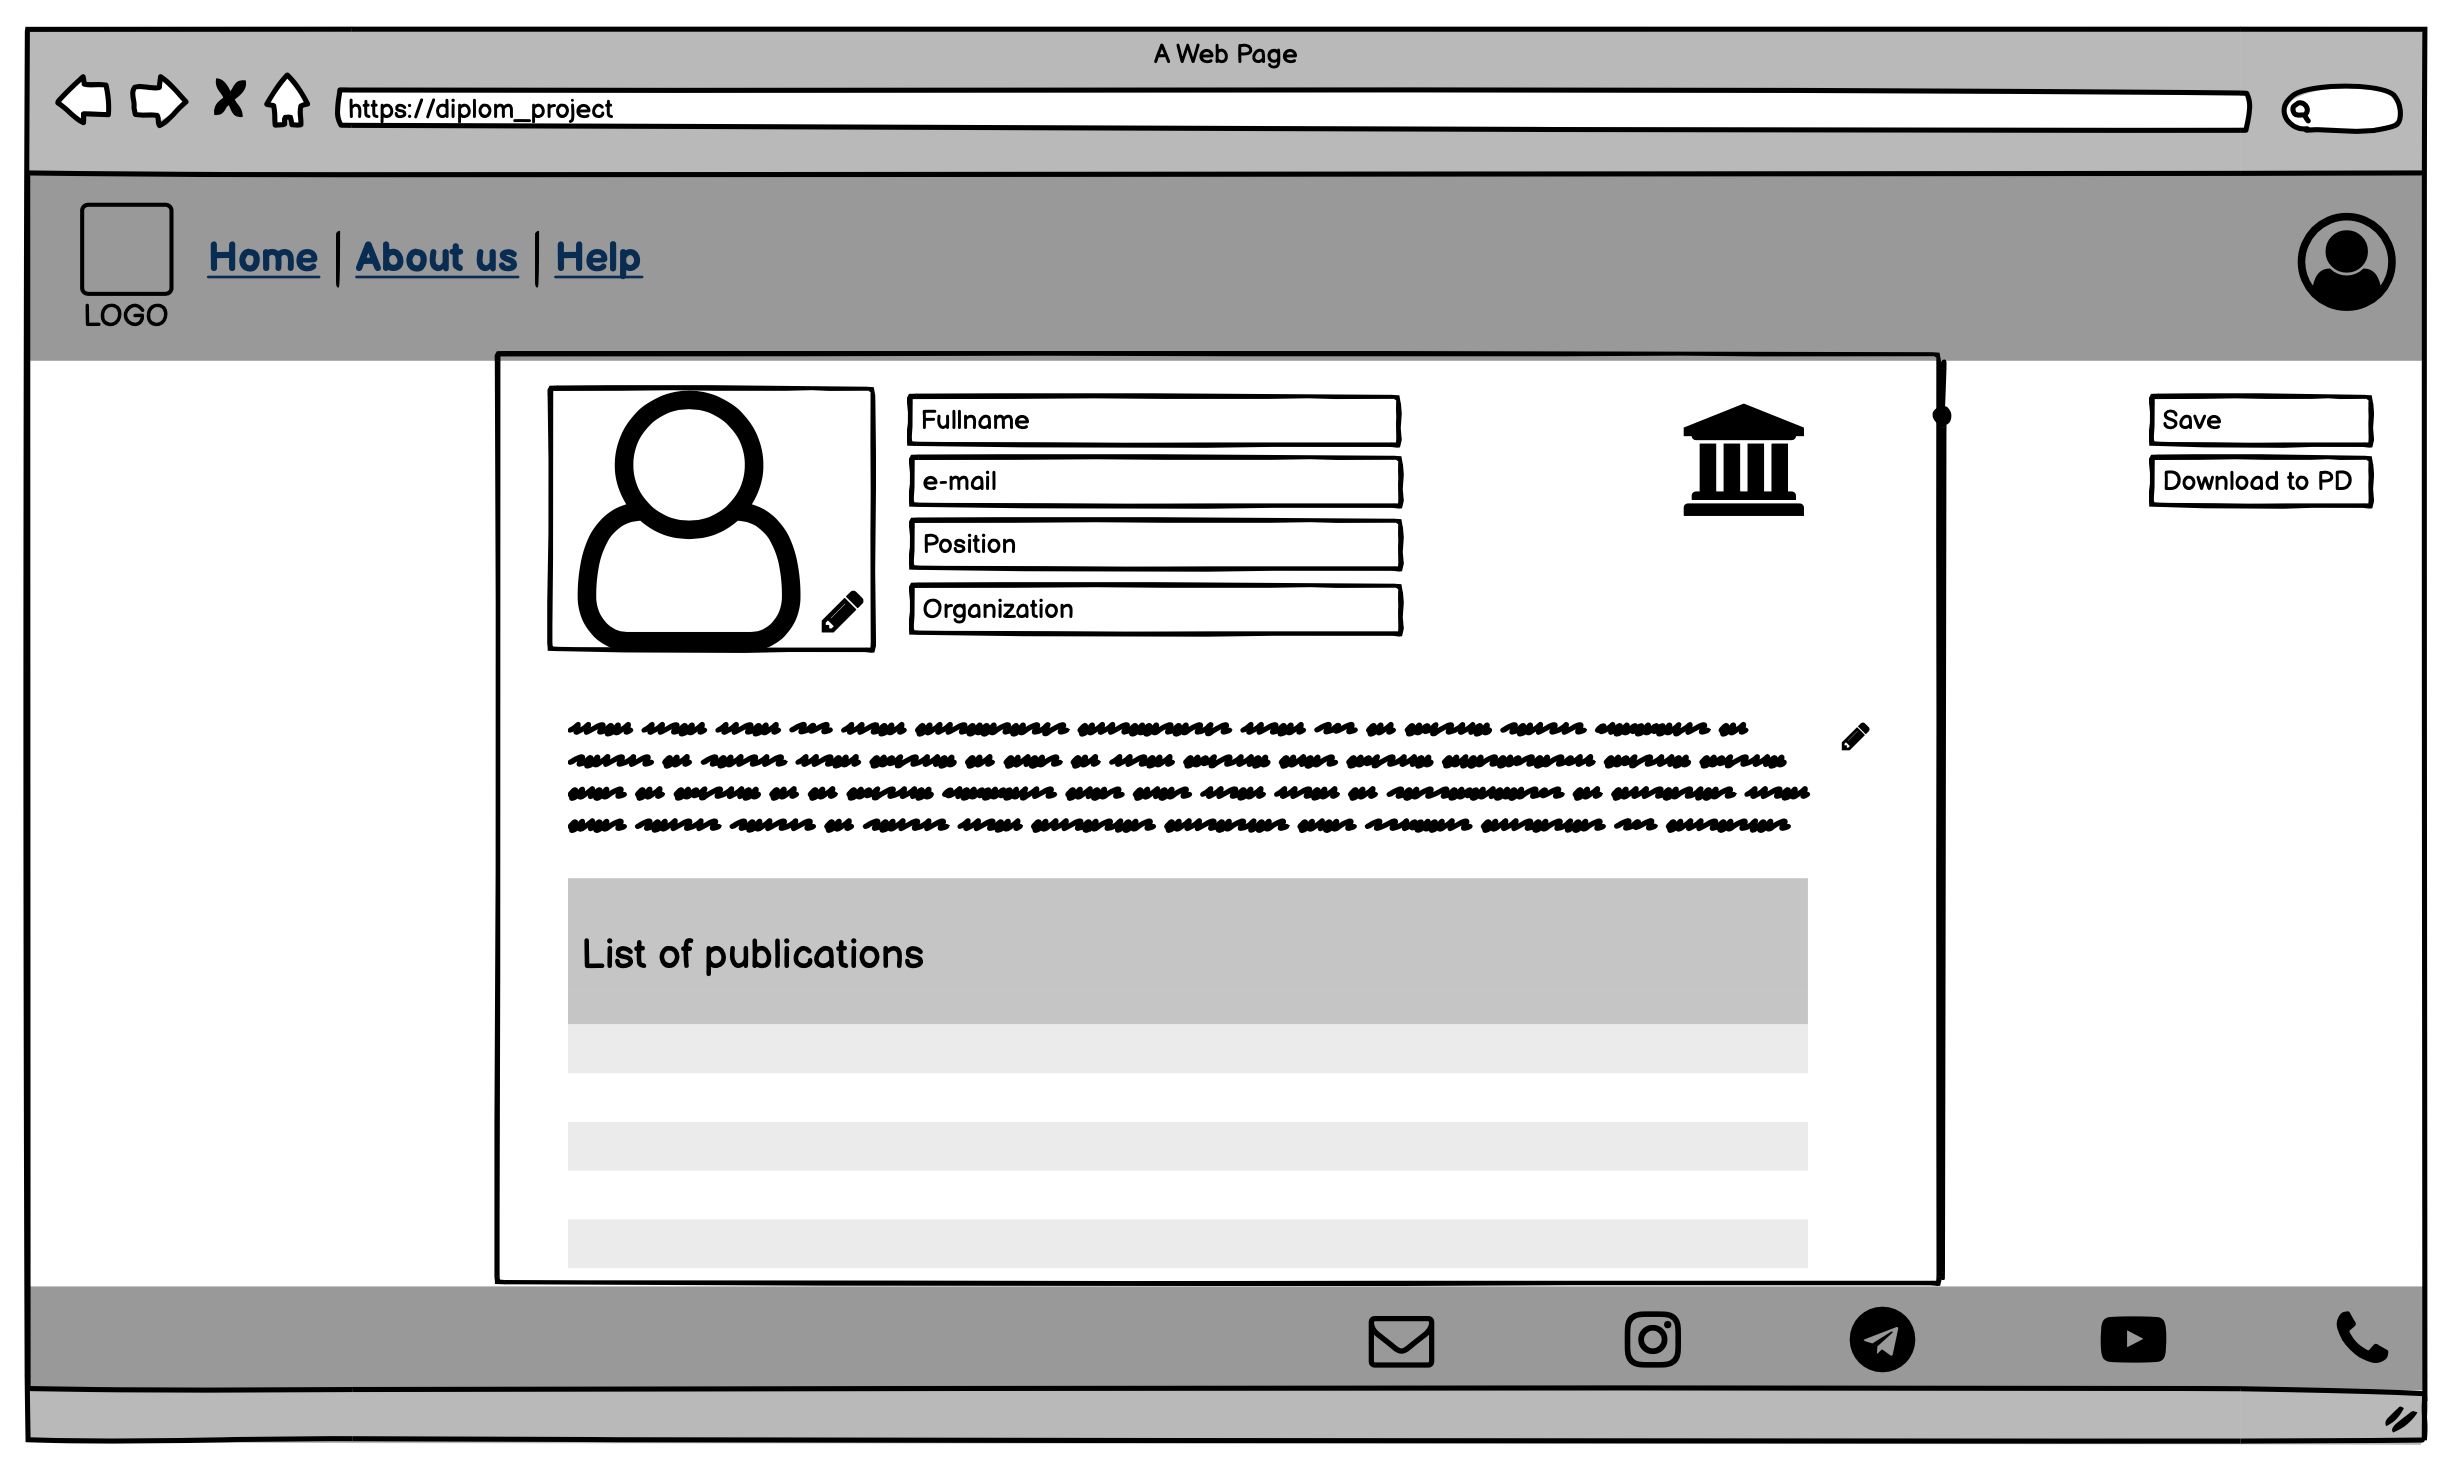 A Web Page
https://diplom_project
Home | About us | Help
LOGO
Fullname
e-mail
Position
Organization
Save
Download to PD
List of publications